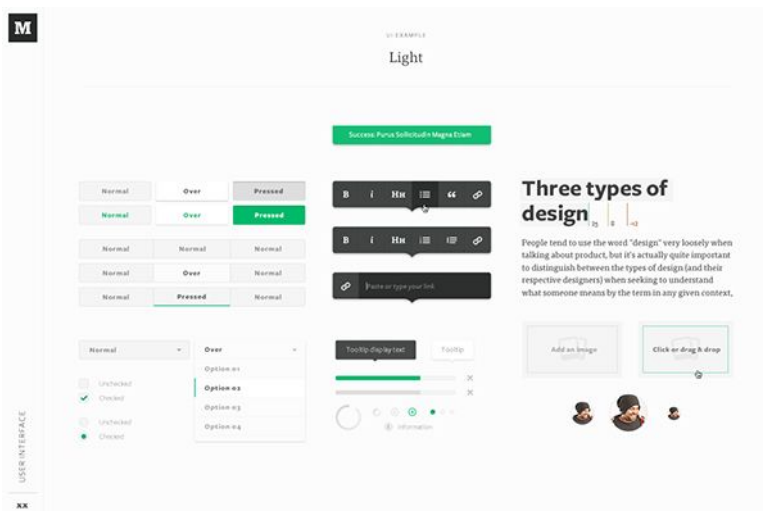 M
UI EXAMPLE
Light
Success: Purus Sollicitudin Magna Etiam
Normal Over Pressed
Normal Over Pressed
Normal Normal Normal
Normal Over Normal
Normal Pressed Normal
B i HH
B i HH
Paste or type your link
Three types of
design
25 0 -12
People tend to use the word "design" very loosely when
talking about product, but it's actually quite important
to distinguish between the types of design (and their
respective designers) when seeking to understand
what someone means by the term in any given context,
Normal Over
Option 01
Option 02
Option 03
Option 04
Unchecked
Checked
Unchecked
Checked
Tooltip display text Tooltip
Information
Add an Image Click or drag & drop
USER INTERFACE
XX